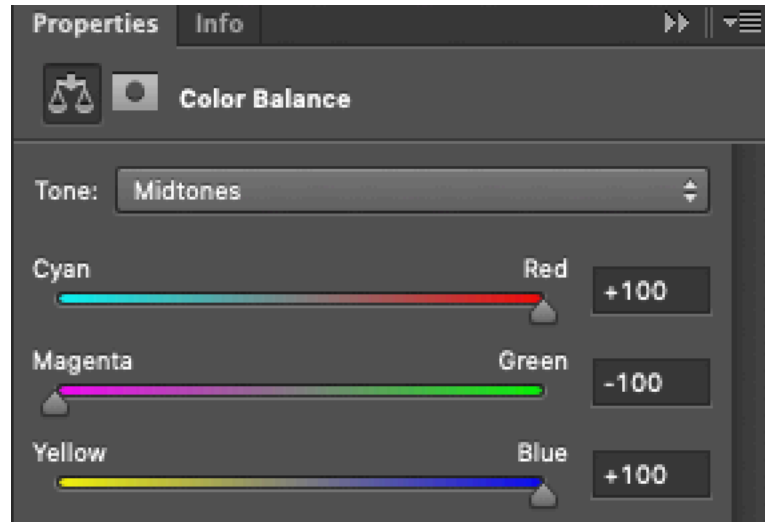 Properties Info
Color Balance
Tone: Midtones
Cyan Red +100
Magenta Green -100
Yellow Blue +100